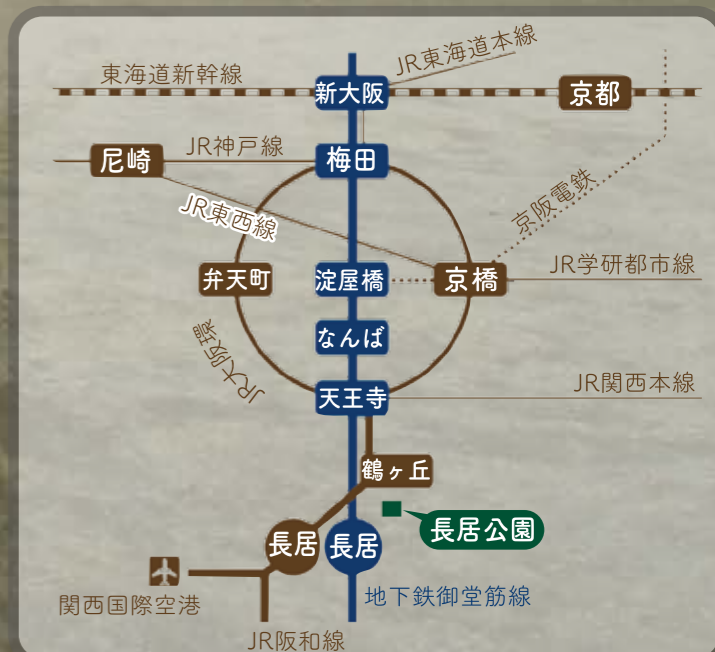 JR東海道本線
東海道新幹線
新大阪
京都
尼崎
JR神戸線
梅田
JR東西線
京阪電鉄
弁天町
淀屋橋
京橋
JR学研都市線
なんば
JR大阪環
天王寺
JR関西本線
鶴ヶ丘
長居公園
長居
長居
関西国際空港
地下鉄御堂筋線
JR阪和線